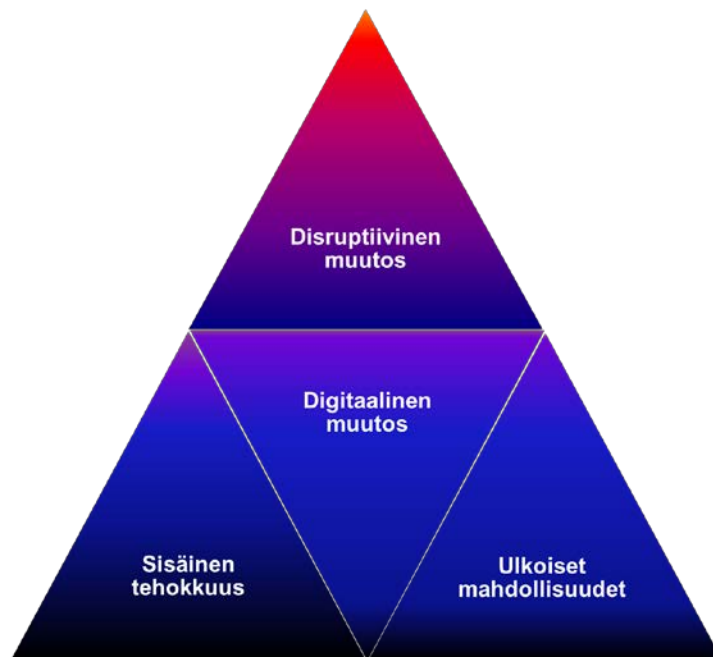 Disruptiivinen
muutos
Digitaalinen
muutos
Sisäinen
tehokkuus
Ulkoiset
mahdollisuudet